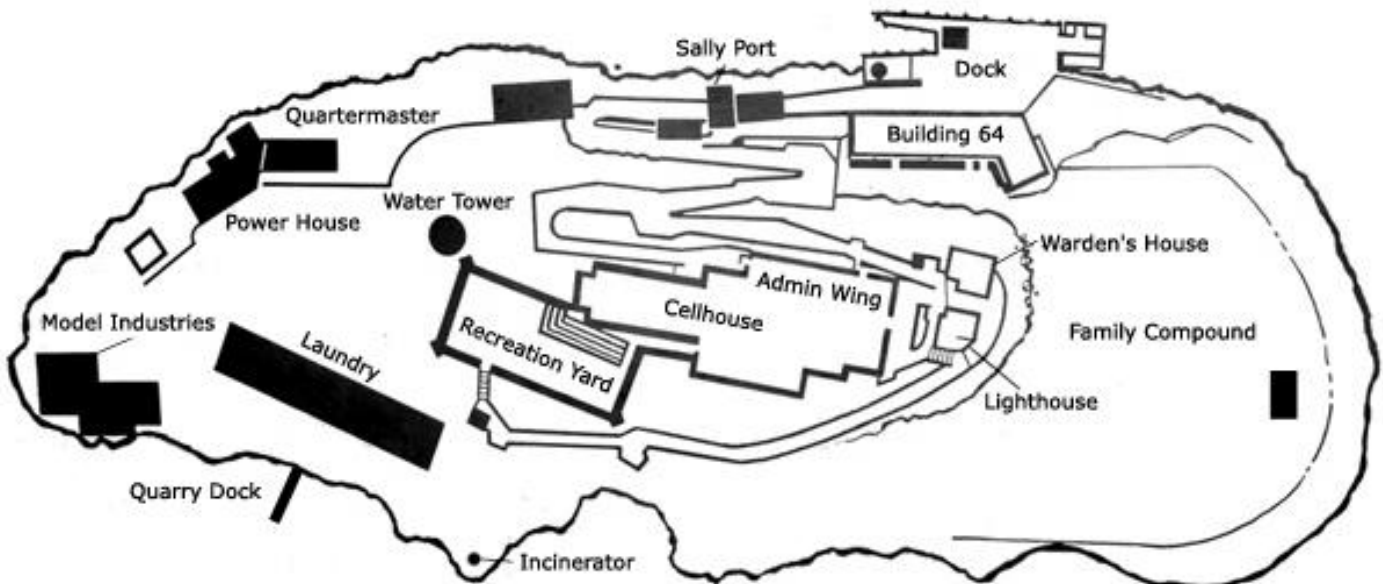 Sally Port
Dock
Quartermaster
Building 64
Water Tower
Power House
Warden's House
Admin Wing
Cellhouse
Model Industries
Laundry
Recreation Yard
Family Compound
Lighthouse
Quarry Dock
Incinerator